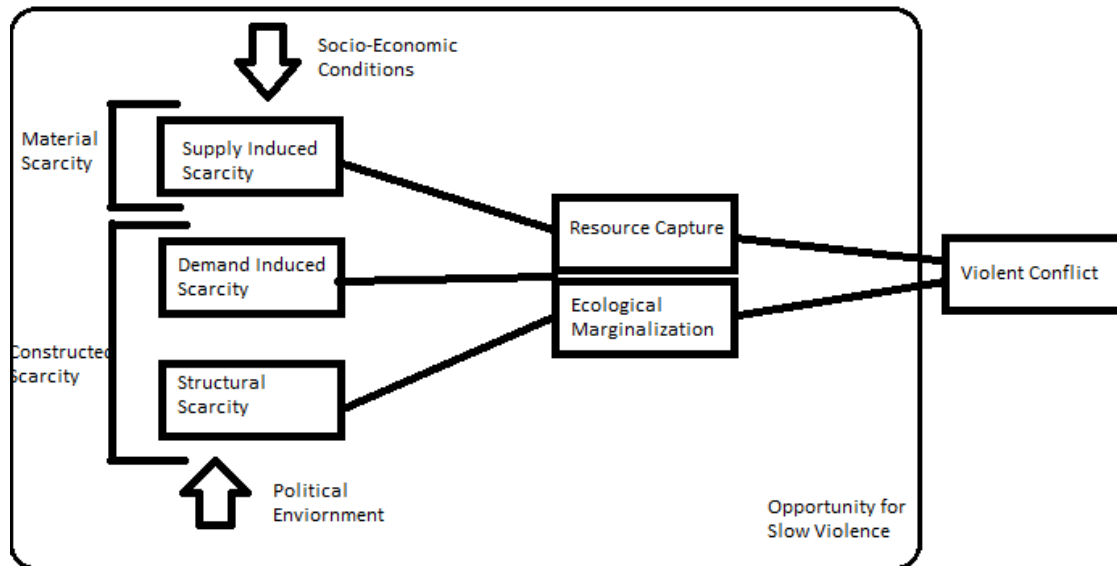 Socio-Economic
Conditions
Material
Scarcity
Supply Induced
Scarcity
Resource Capture
Demand Induced
Scarcity
Violent Conflict
Ecological
Marginalization
Constructed
Scarcity
Structural
Scarcity
Political
Enviornment
Opportunity for
Slow Violence